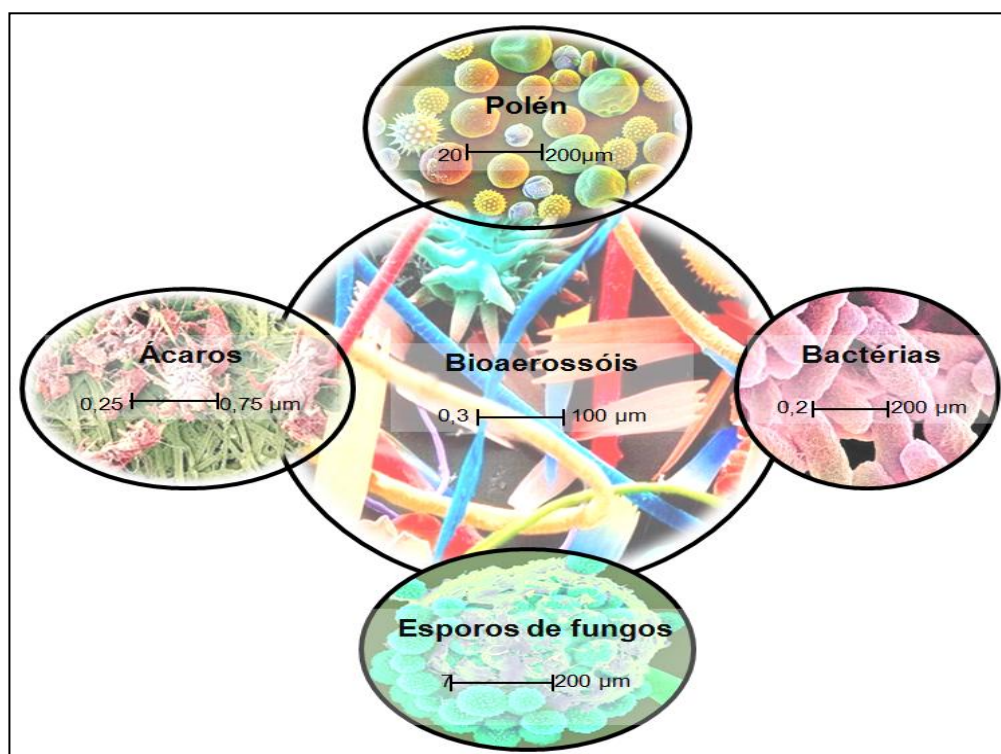 Polén
20 200µm
Ácaros
0,25 0,75 µm
Bioaerossóis
0,3 100 µm
Bactérias
0,2 200 µm
Esporos de fungos
7 200 µm